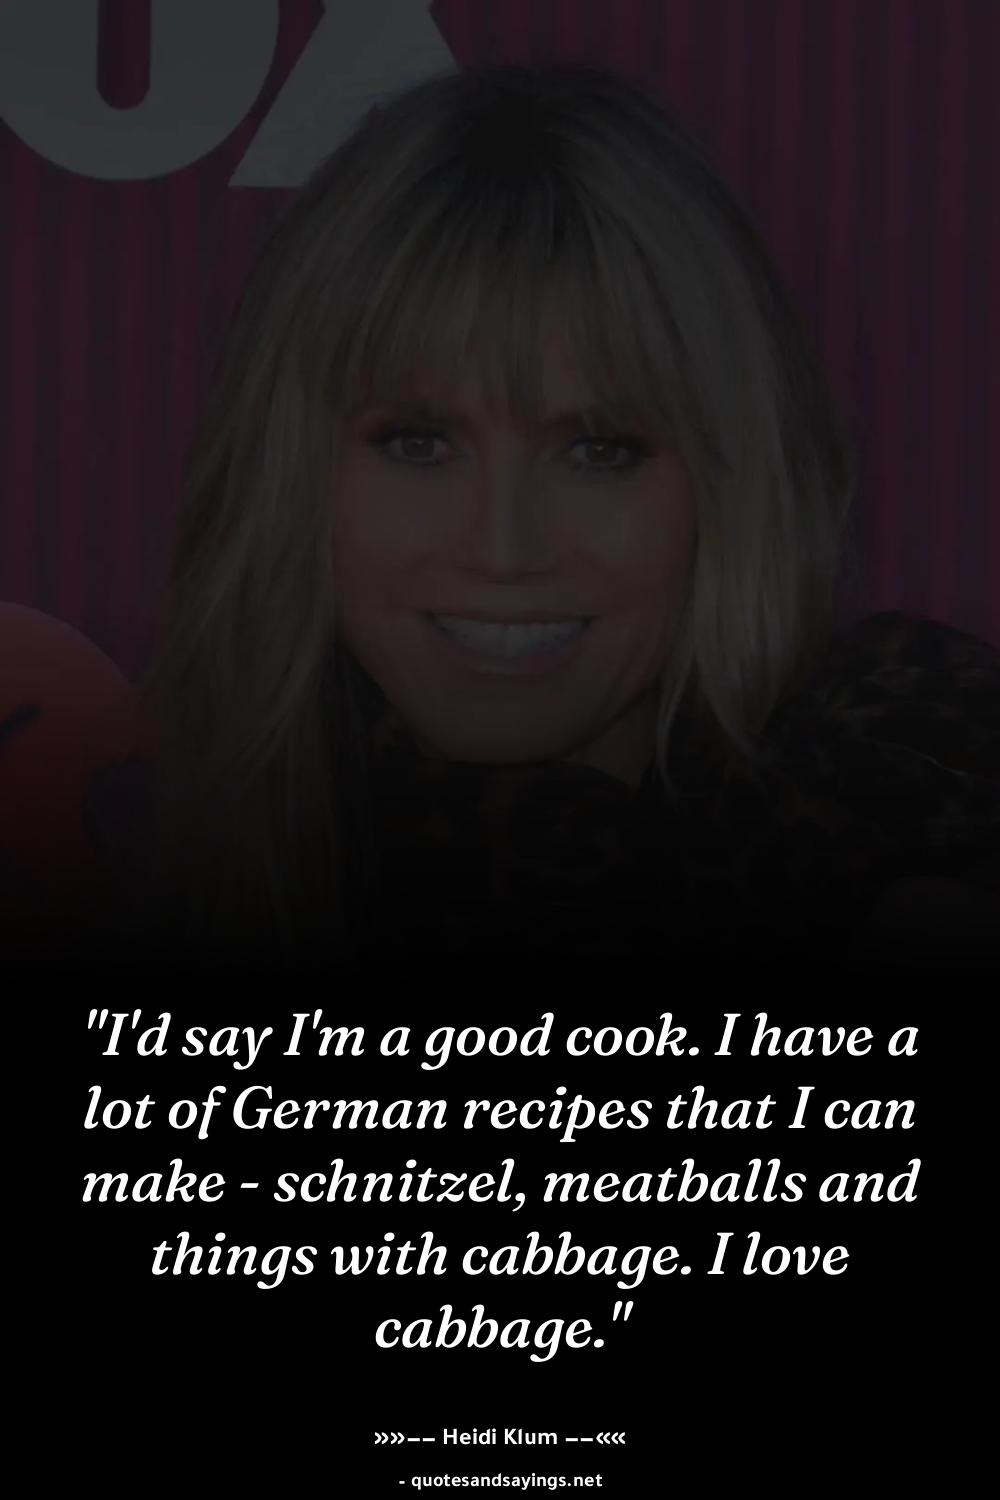 OX
"I'd say I'm a good cook. I have a
lot of German recipes that I can
make - schnitzel, meatballs and
things with cabbage. I love
cabbage."
»»−− Heidi Klum −−««
- quotesandsayings.net